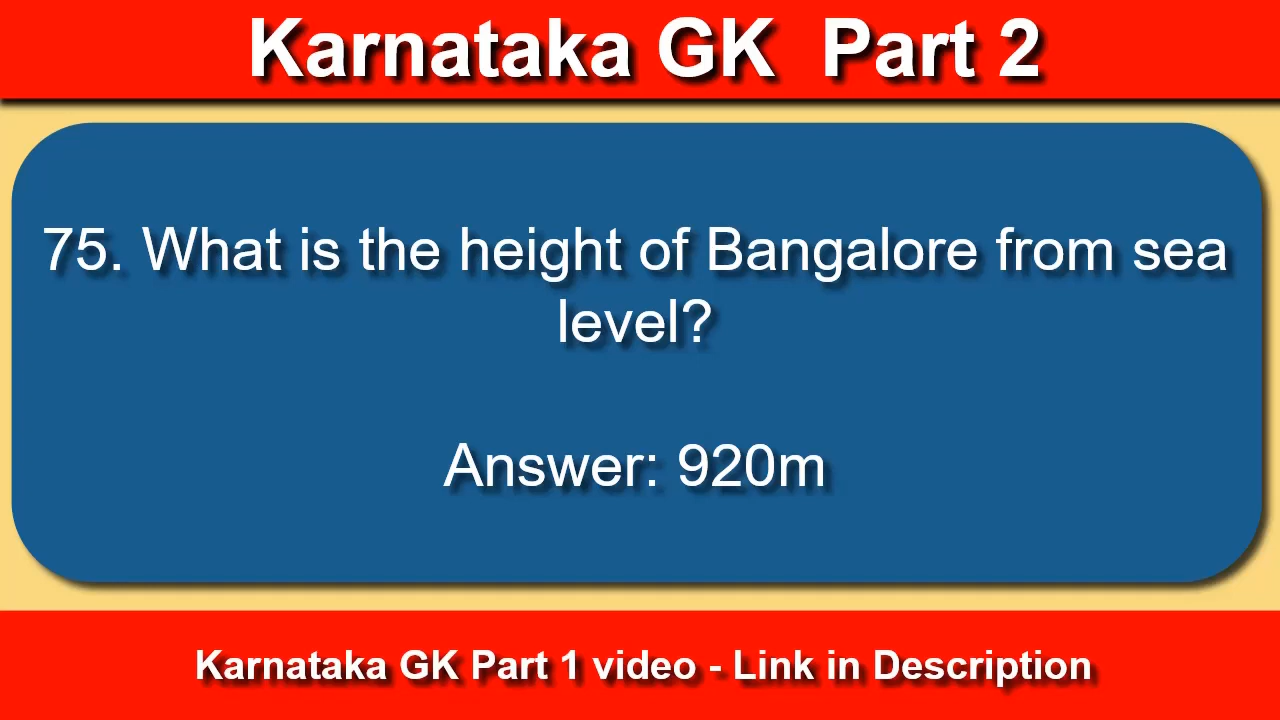 Karnataka GK Part 2
75. What is the height of Bangalore from sea
level?
Answer: 920m
Karnataka GK Part 1 video - Link in Description